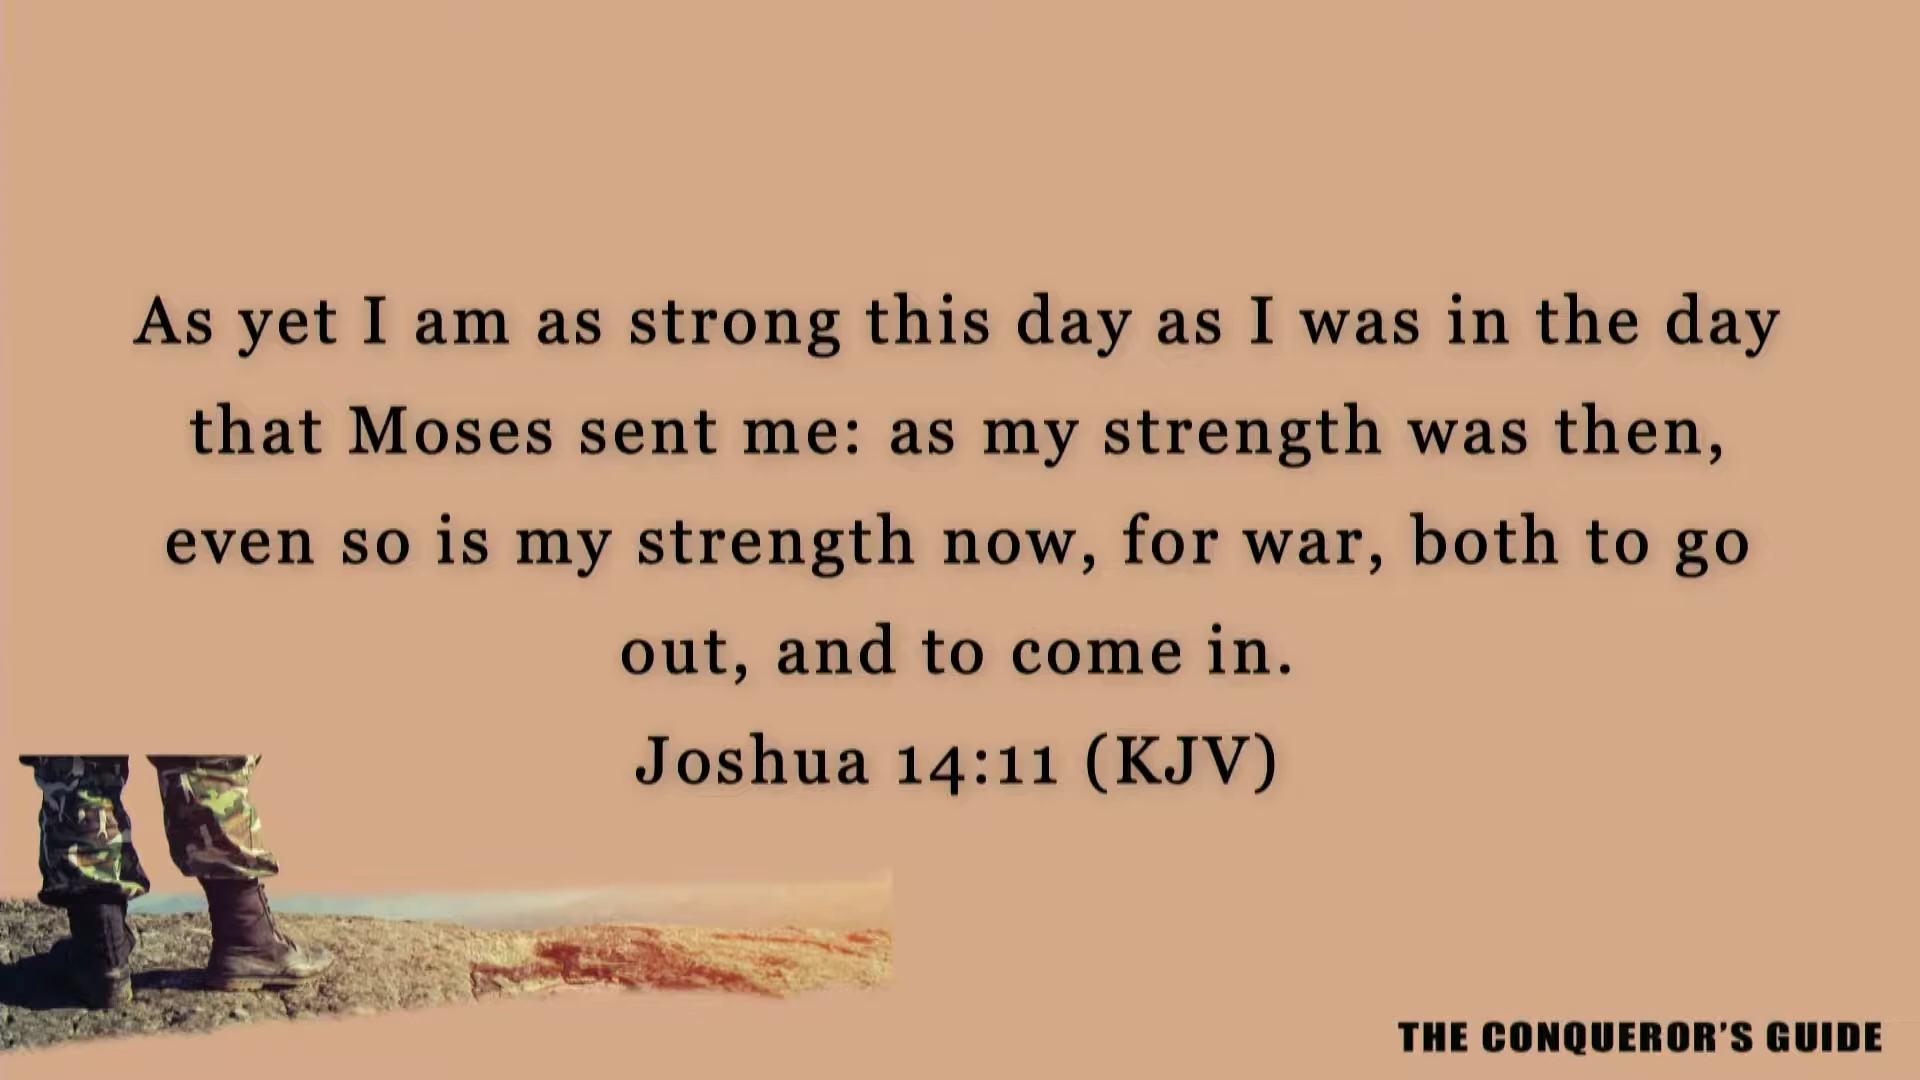 As yet I am as strong this day as I was in the day
that Moses sent me: as my strength was then,
even so is my strength now, for war, both to go
out, and to come in.
Joshua 14:11 (KJV)
THE CONQUEROR'S GUIDE